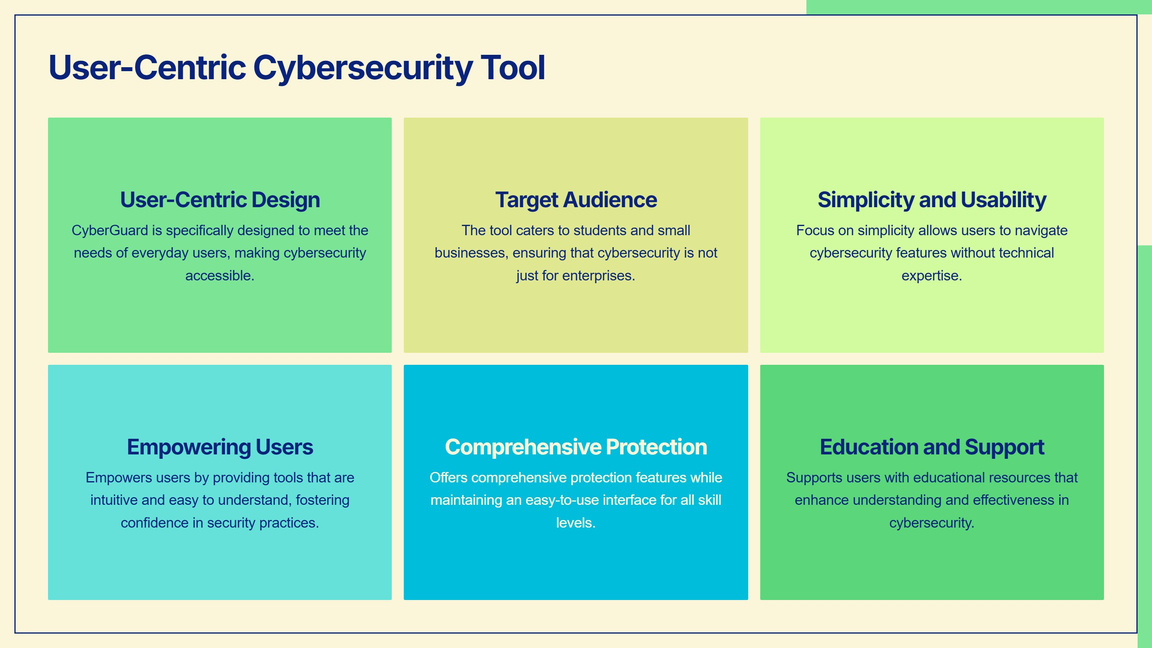 User-Centric Cybersecurity Tool
User-Centric Design
CyberGuard is specifically designed to meet the
needs of everyday users, making cybersecurity
accessible.
Target Audience
The tool caters to students and small
businesses, ensuring that cybersecurity is not
just for enterprises.
Simplicity and Usability
Focus on simplicity allows users to navigate
cybersecurity features without technical
expertise.
Empowering Users
Empowers users by providing tools that are
intuitive and easy to understand, fostering
confidence in security practices.
Comprehensive Protection
Offers comprehensive protection features while
maintaining an easy-to-use interface for all skill
levels.
Education and Support
Supports users with educational resources that
enhance understanding and effectiveness in
cybersecurity.